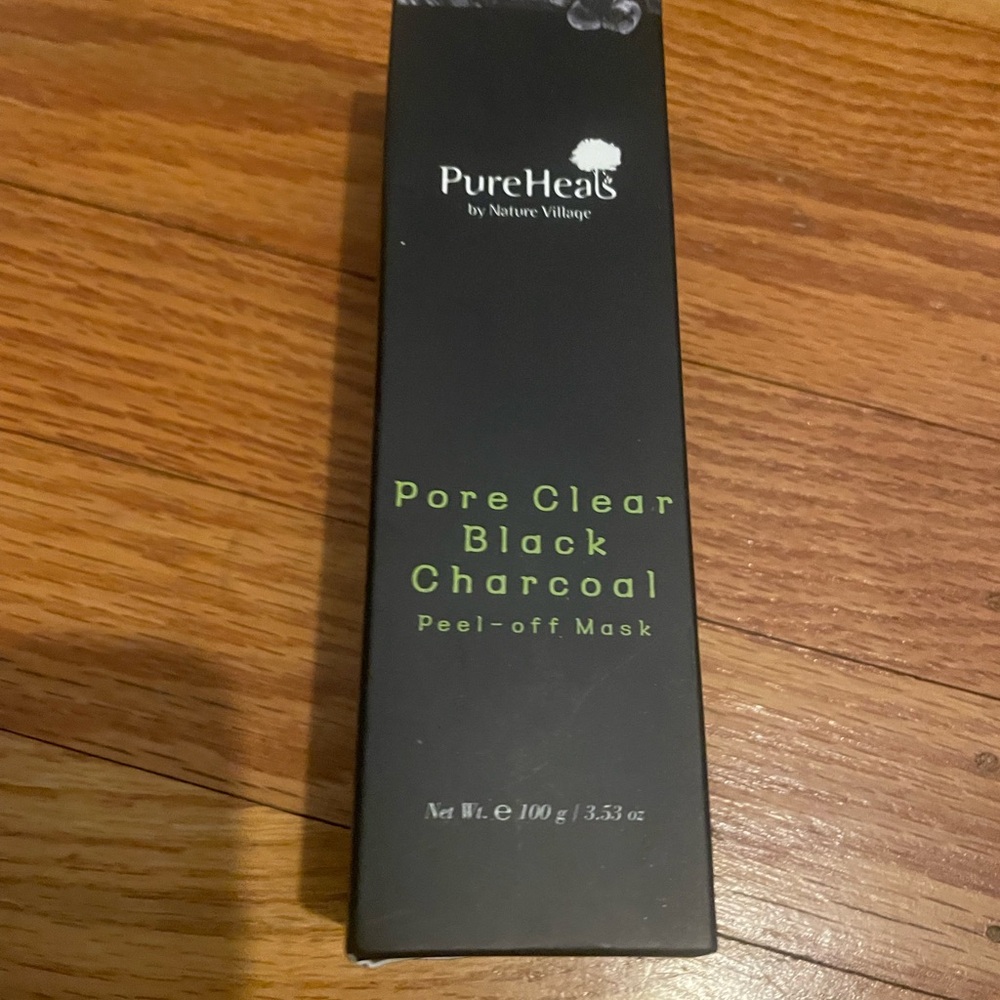 PureHeals
by Nature Village
Pore Clear
Black
Charcoal
Peel-off Mask
Net Wt. ℮ 100 g / 3.53 oz